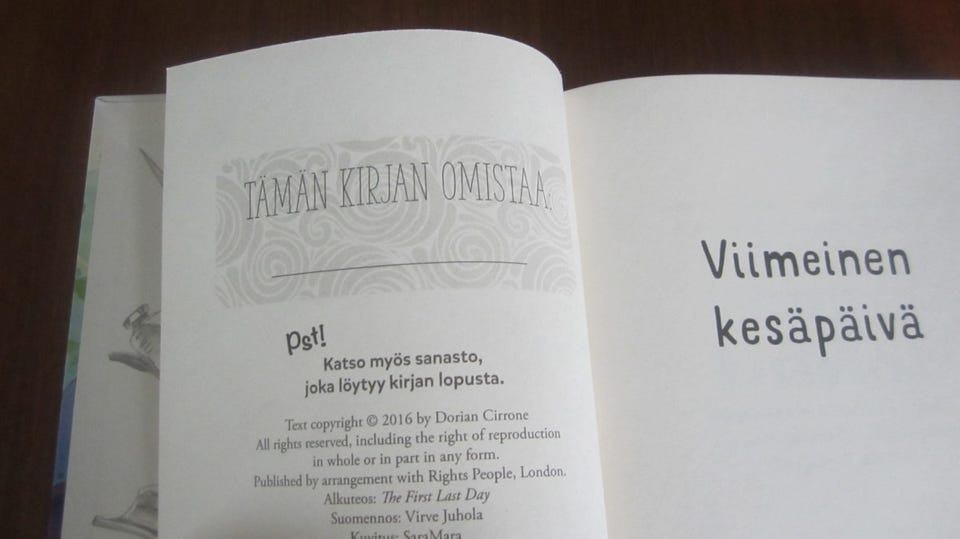 TÄMÄN KIRJAN OMISTAA:
pst!
Katso myös sanasto,
joka löytyy kirjan lopusta.
Text copyright © 2016 by Dorian Cirrone
All rights reserved, including the right of reproduction
in whole or in part in any form.
Published by arrangement with Rights People, London.
Alkuteos: The First Last Day
Suomennos: Virve Juhola
Kuvitus: SaraMara
Viimeinen
kesäpäivä